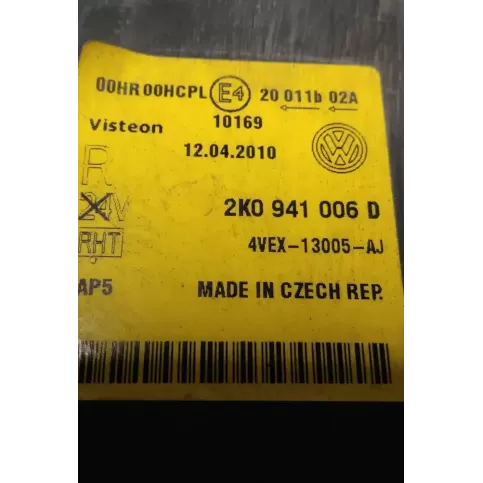 00HR 00HCPL E4 20 011b 02A
Visteon 10169
12.04.2010
R
24V
2K0 941 006 D
RHT
4VEX-13005-AJ
AP5 MADE IN CZECH REP.